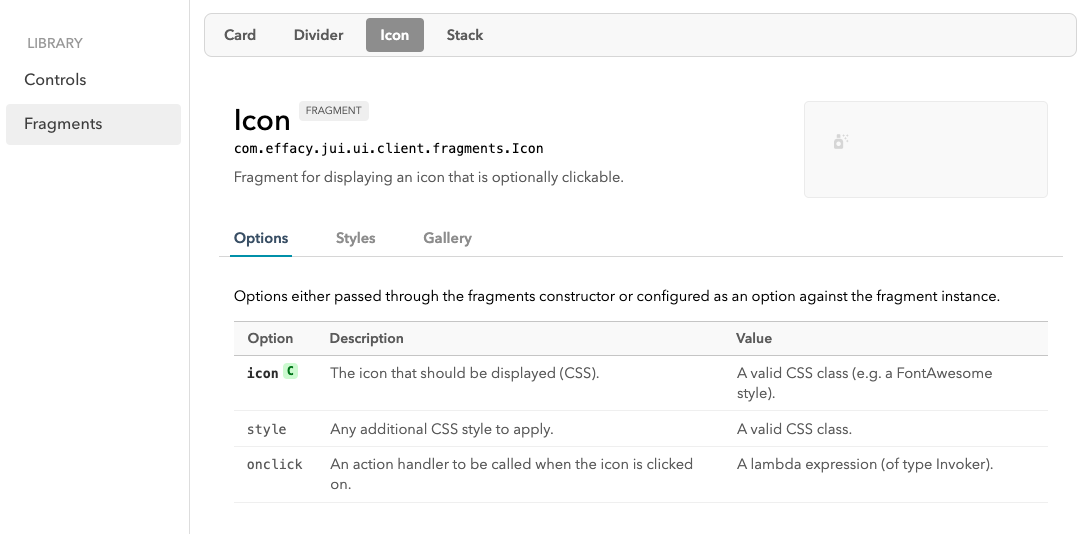 LIBRARY
Controls
Fragments
Card Divider Icon Stack
Icon FRAGMENT
com.effacy.jui.ui.client.fragments.Icon
Fragment for displaying an icon that is optionally clickable.
Options Styles Gallery
Options either passed through the fragments constructor or configured as an option against the fragment instance.
Option Description Value
icon C The icon that should be displayed (CSS). A valid CSS class (e.g. a FontAwesome
style).
style Any additional CSS style to apply. A valid CSS class.
onclick An action handler to be called when the icon is clicked A lambda expression (of type Invoker).
on.